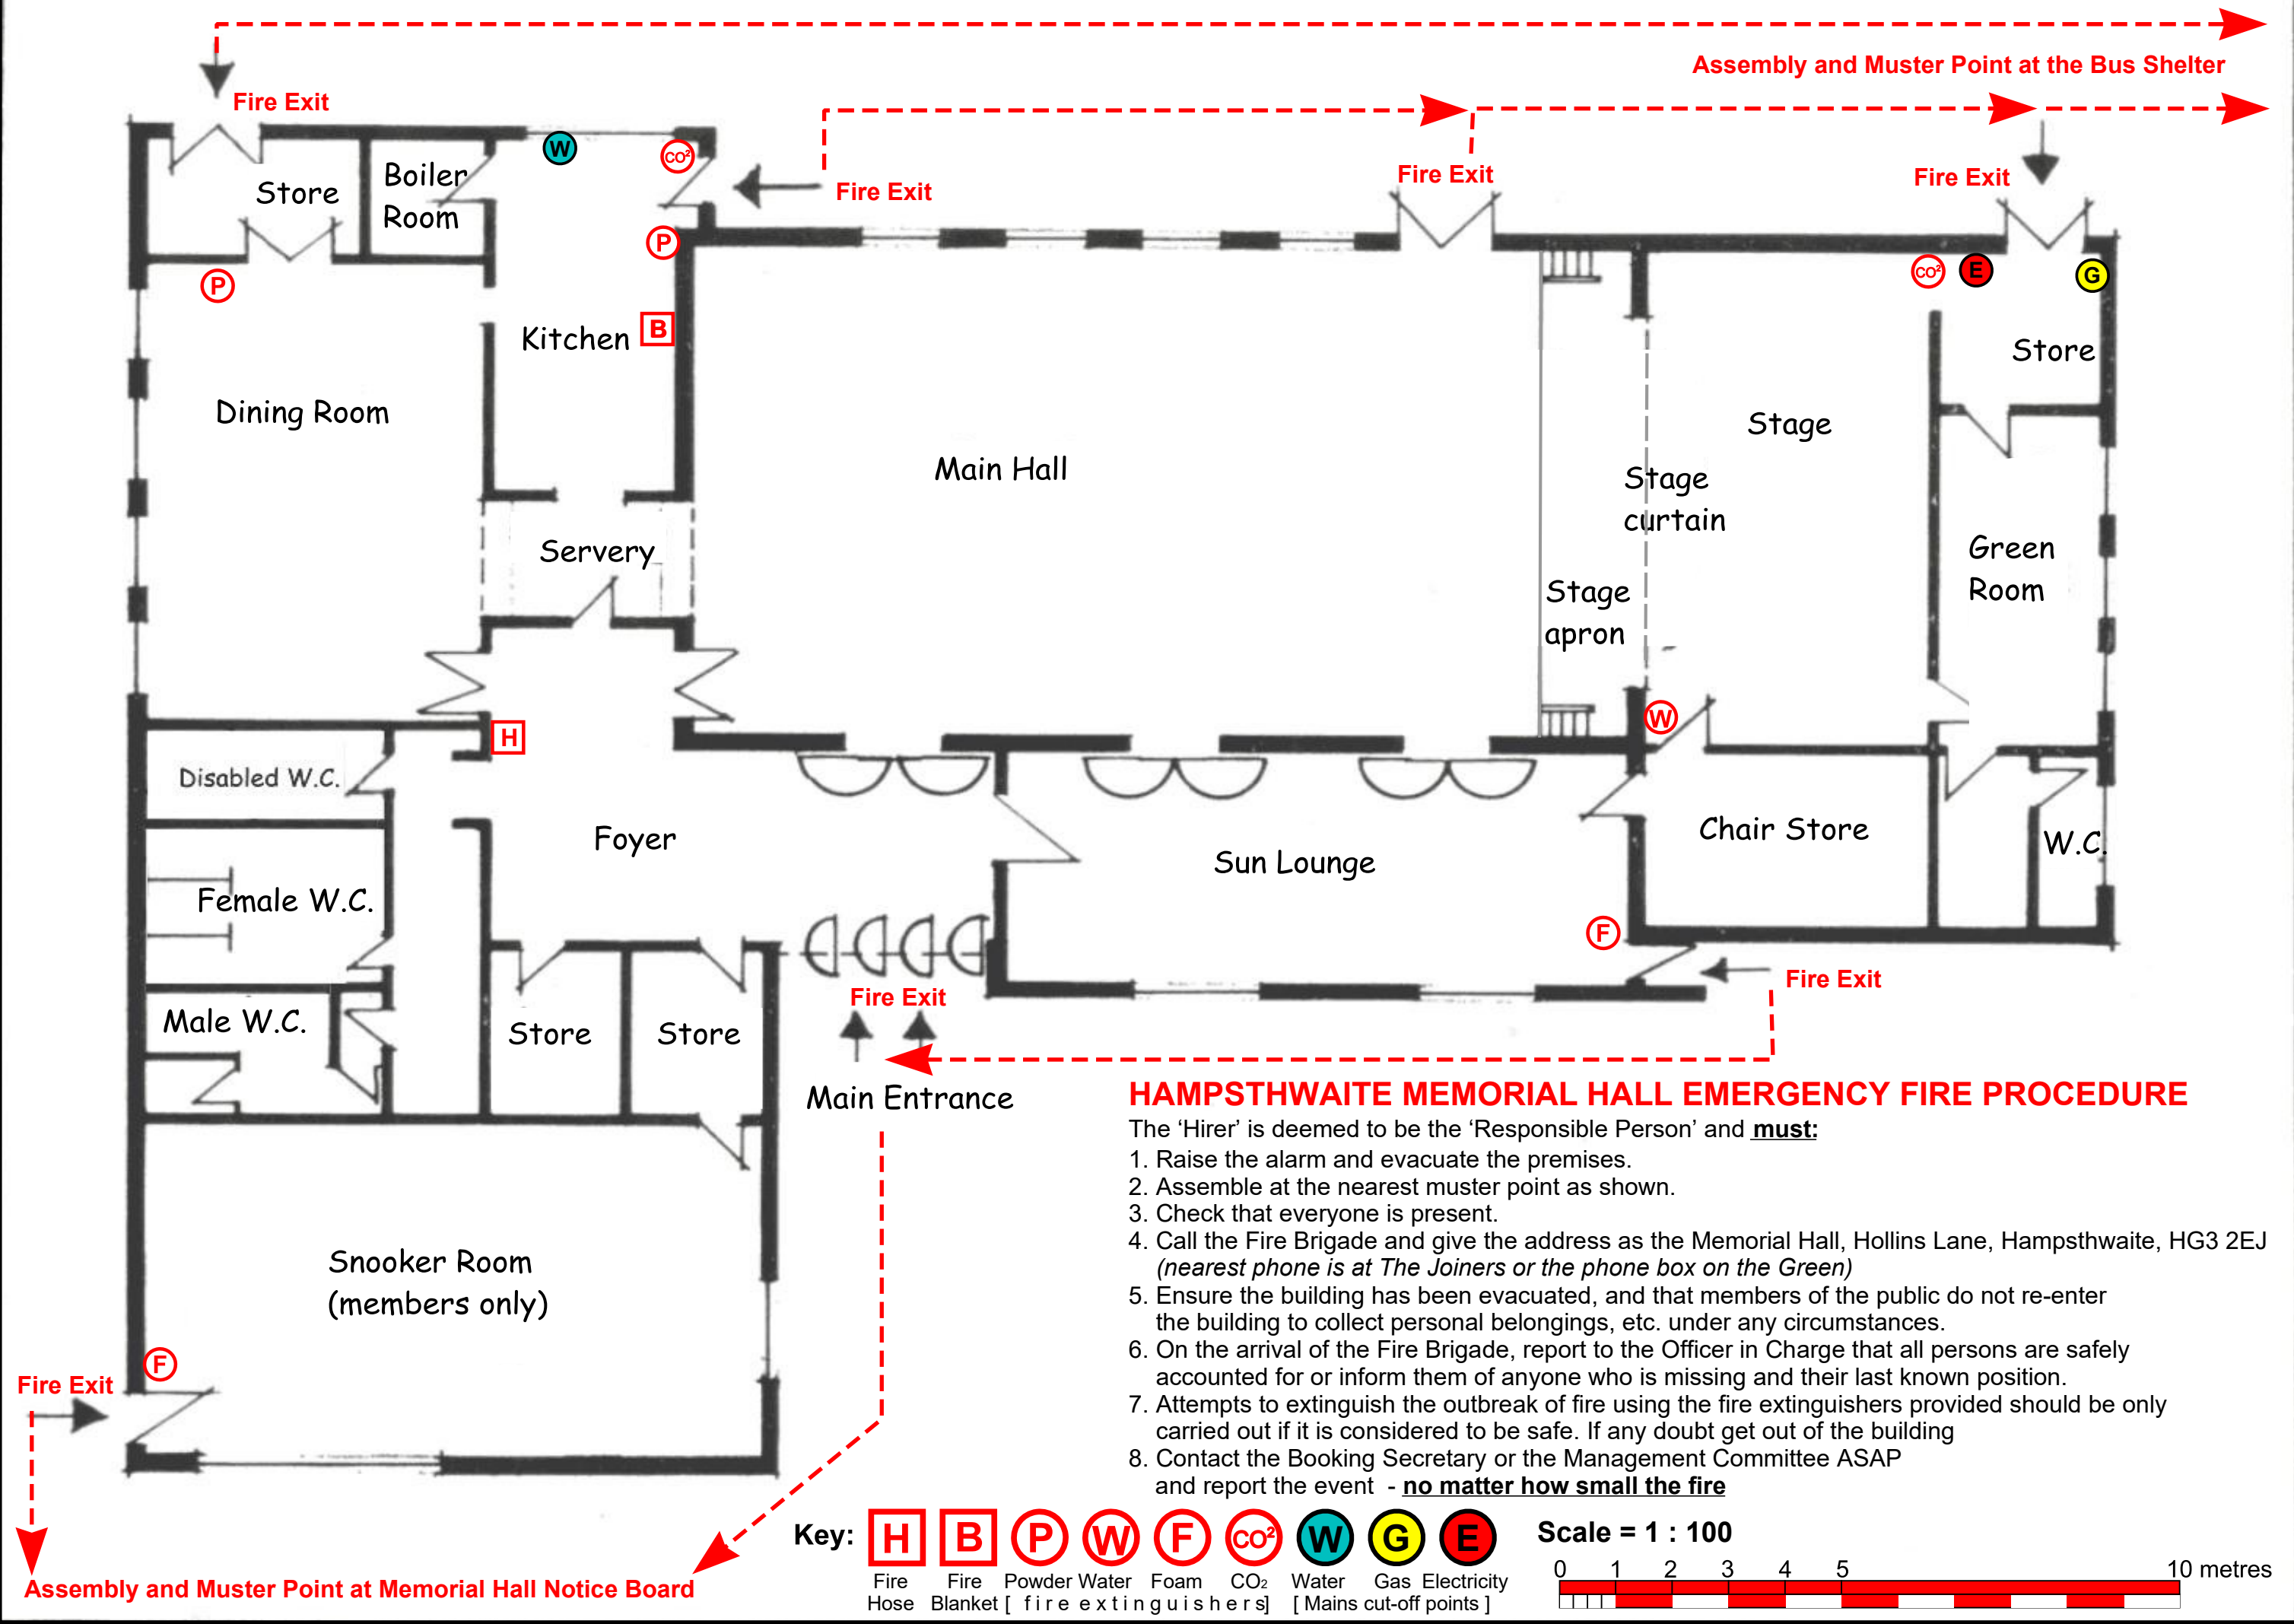 Assembly and Muster Point at the Bus Shelter
Fire Exit
Fire Exit
Fire Exit
Fire Exit
W
CO²
Store
Boiler
Room
P
P
CO²
E
G
Kitchen
B
Store
Dining Room
Main Hall
Stage
Stage
curtain
Servery
Green
Room
Stage
apron
H
W
Disabled W.C.
Foyer
Sun Lounge
Chair Store
W.C.
Female W.C.
F
Fire Exit
Fire Exit
Male W.C.
Store
Store
Main Entrance
Snooker Room
(members only)
F
Fire Exit
Assembly and Muster Point at Memorial Hall Notice Board
HAMPSTHWAITE MEMORIAL HALL EMERGENCY FIRE PROCEDURE
The ‘Hirer’ is deemed to be the ‘Responsible Person’ and must:
1. Raise the alarm and evacuate the premises.
2. Assemble at the nearest muster point as shown.
3. Check that everyone is present.
4. Call the Fire Brigade and give the address as the Memorial Hall, Hollins Lane, Hampsthwaite, HG3 2EJ
(nearest phone is at The Joiners or the phone box on the Green)
5. Ensure the building has been evacuated, and that members of the public do not re-enter
the building to collect personal belongings, etc. under any circumstances.
6. On the arrival of the Fire Brigade, report to the Officer in Charge that all persons are safely
accounted for or inform them of anyone who is missing and their last known position.
7. Attempts to extinguish the outbreak of fire using the fire extinguishers provided should be only
carried out if it is considered to be safe. If any doubt get out of the building
8. Contact the Booking Secretary or the Management Committee ASAP
and report the event - no matter how small the fire
Key: H B P W F CO² W G E
Fire Fire Powder Water Foam CO₂ Water Gas Electricity
Hose Blanket [ fire extinguishers] [ Mains cut-off points ]
Scale = 1 : 100
0 1 2 3 4 5 10 metres